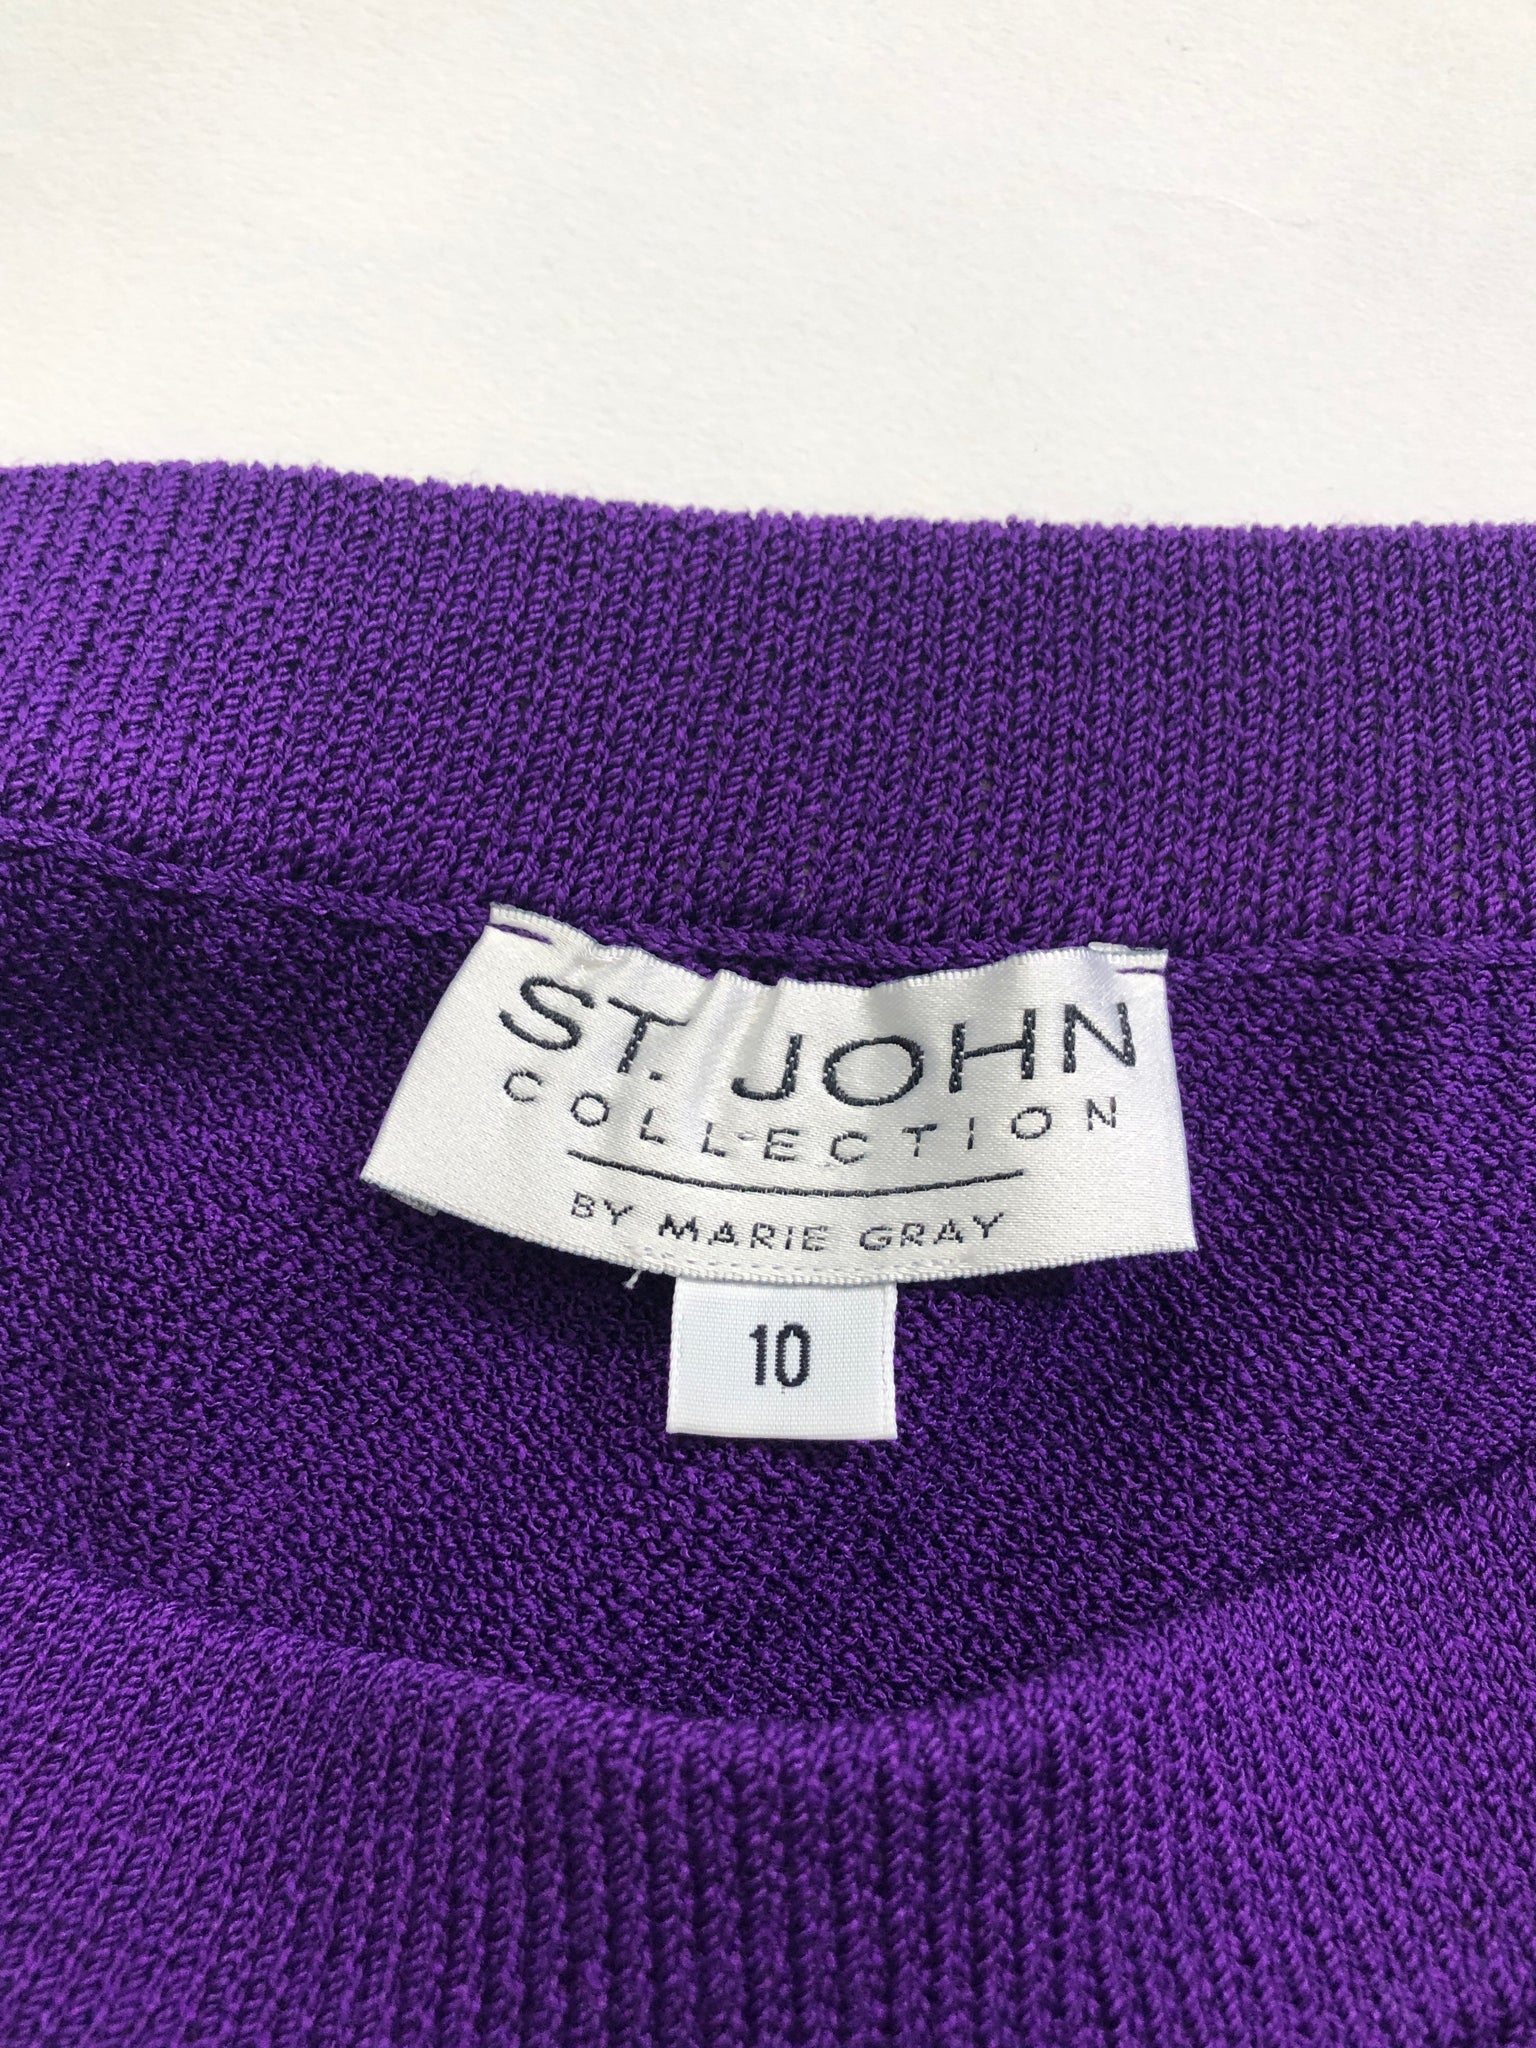 ST. JOHN
COLLECTION
BY MARIE GRAY
10